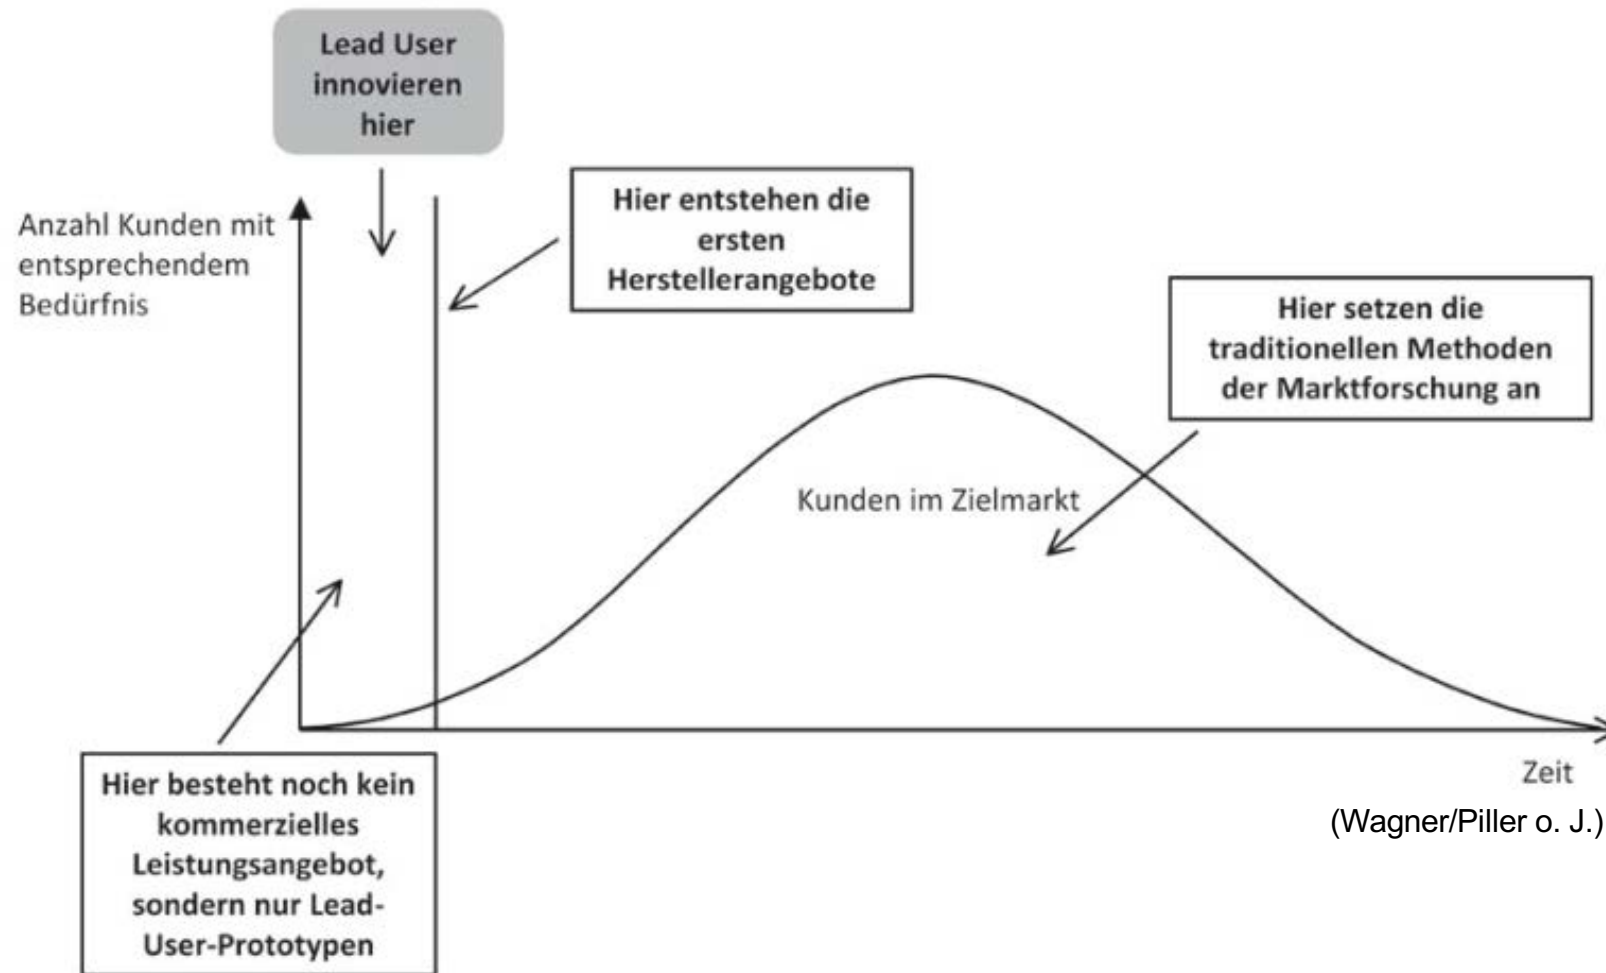 Lead User
innovieren
hier
Anzahl Kunden mit
entsprechendem
Bedürfnis
Hier entstehen die
ersten
Herstellerangebote
Hier setzen die
traditionellen Methoden
der Marktforschung an
Kunden im Zielmarkt
Hier besteht noch kein
kommerzielles
Leistungsangebot,
sondern nur Lead-
User-Prototypen
Zeit
(Wagner/Piller o. J.)